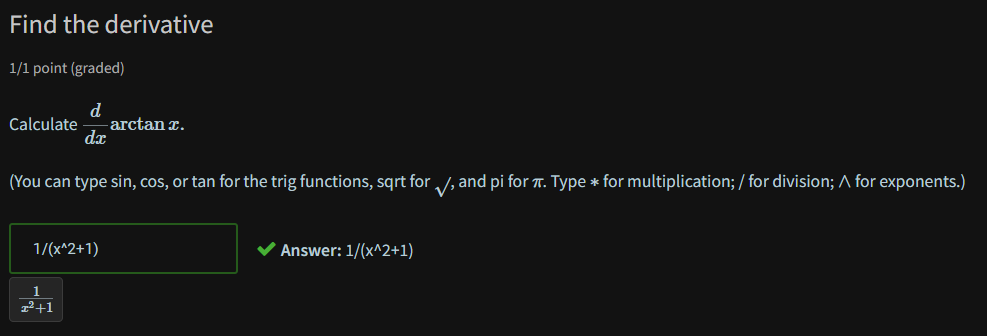 Find the derivative
1/1 point (graded)
Calculate d/dx arctan x.
(You can type sin, cos, or tan for the trig functions, sqrt for √, and pi for π. Type * for multiplication; / for division; ∧ for exponents.)
1/(x^2+1)
Answer: 1/(x^2+1)
1/(x²+1)